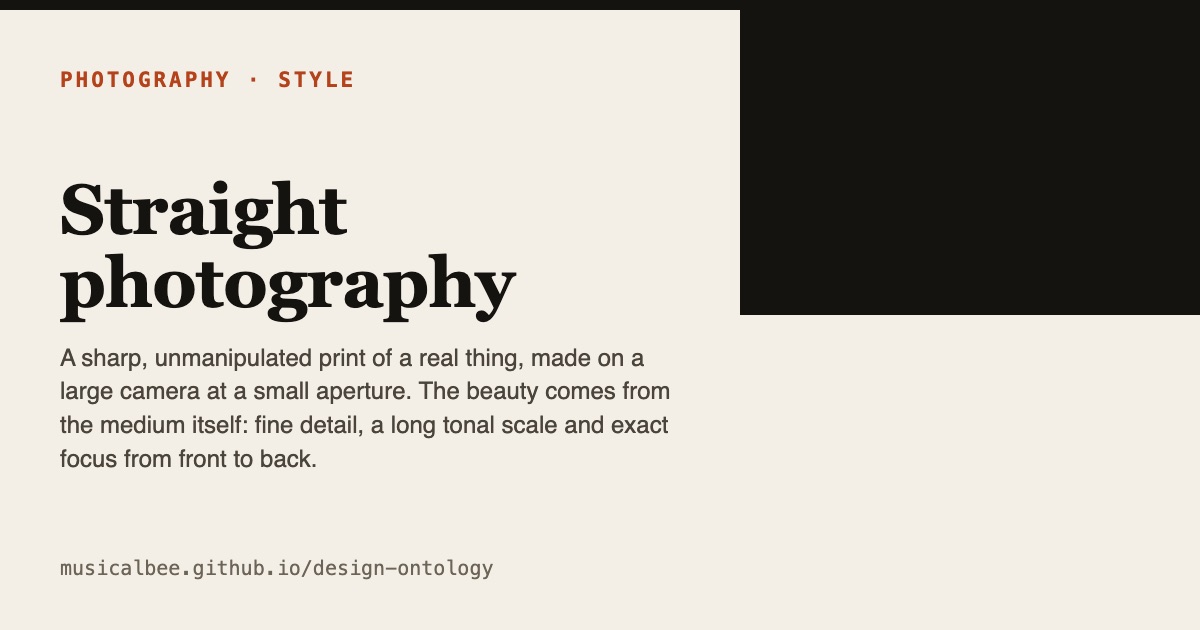 PHOTOGRAPHY · STYLE
Straight
photography
A sharp, unmanipulated print of a real thing, made on a
large camera at a small aperture. The beauty comes from
the medium itself: fine detail, a long tonal scale and exact
focus from front to back.
musicalbee.github.io/design-ontology